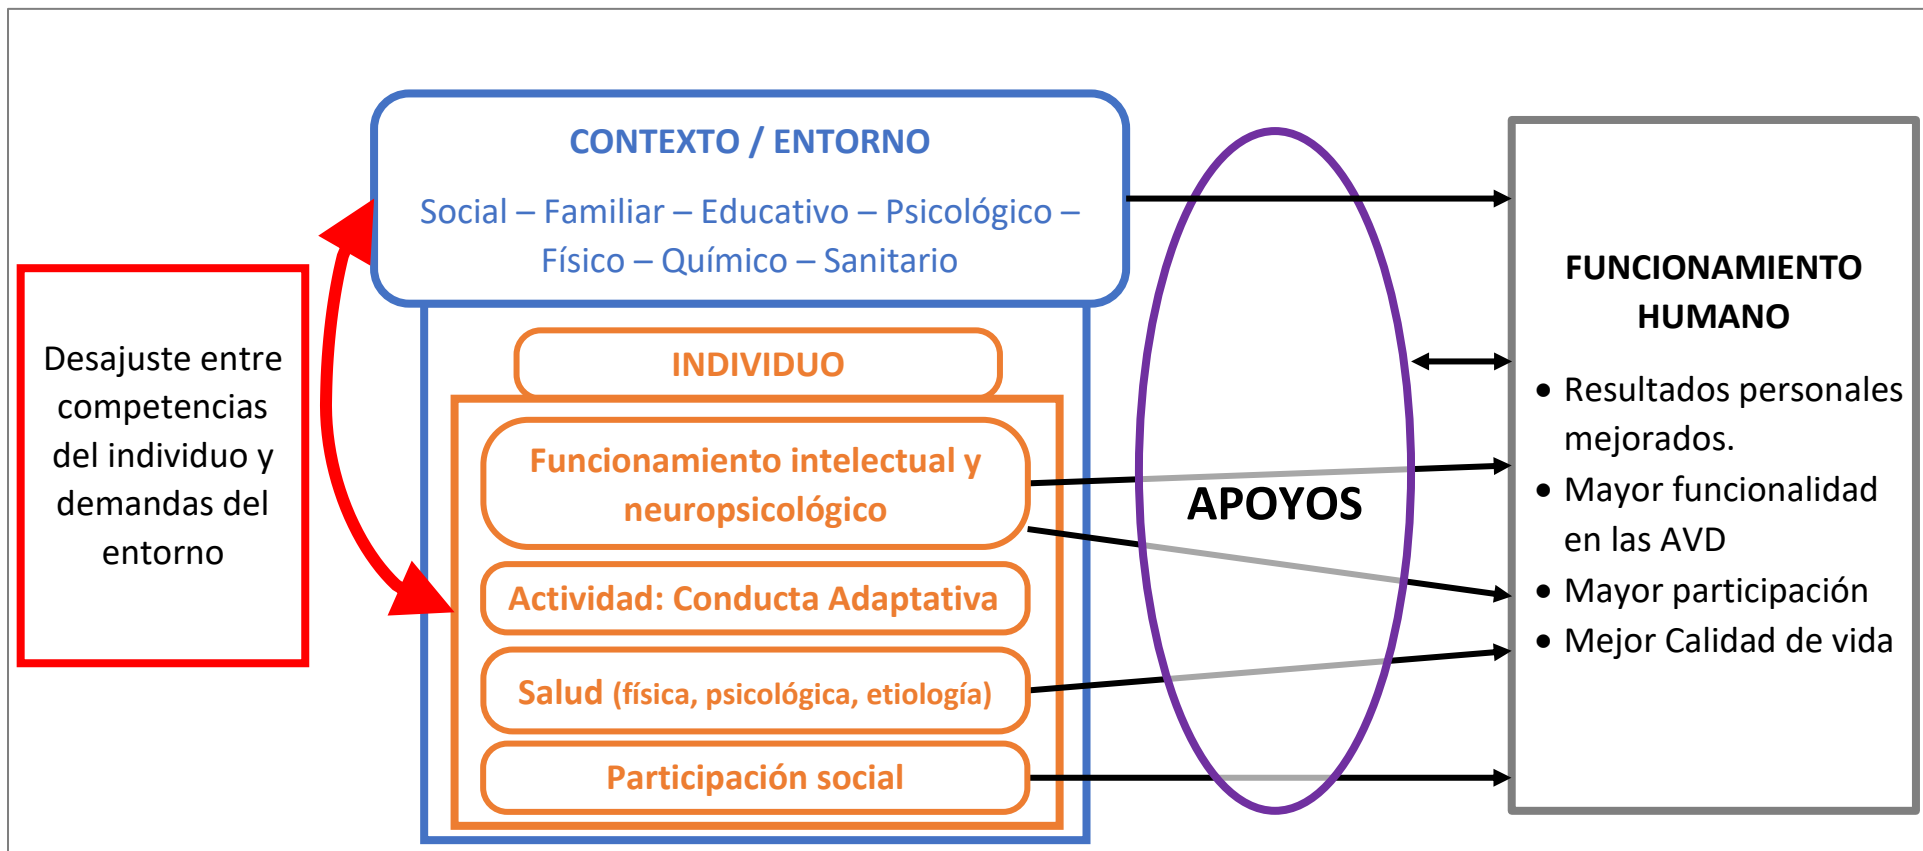 CONTEXTO / ENTORNO
Social – Familiar – Educativo – Psicológico –
Físico – Químico – Sanitario
Desajuste entre
competencias
del individuo y
demandas del
entorno
INDIVIDUO
Funcionamiento intelectual y
neuropsicológico
Actividad: Conducta Adaptativa
Salud (física, psicológica, etiología)
Participación social
APOYOS
FUNCIONAMIENTO
HUMANO
• Resultados personales
mejorados.
• Mayor funcionalidad
en las AVD
• Mayor participación
• Mejor Calidad de vida